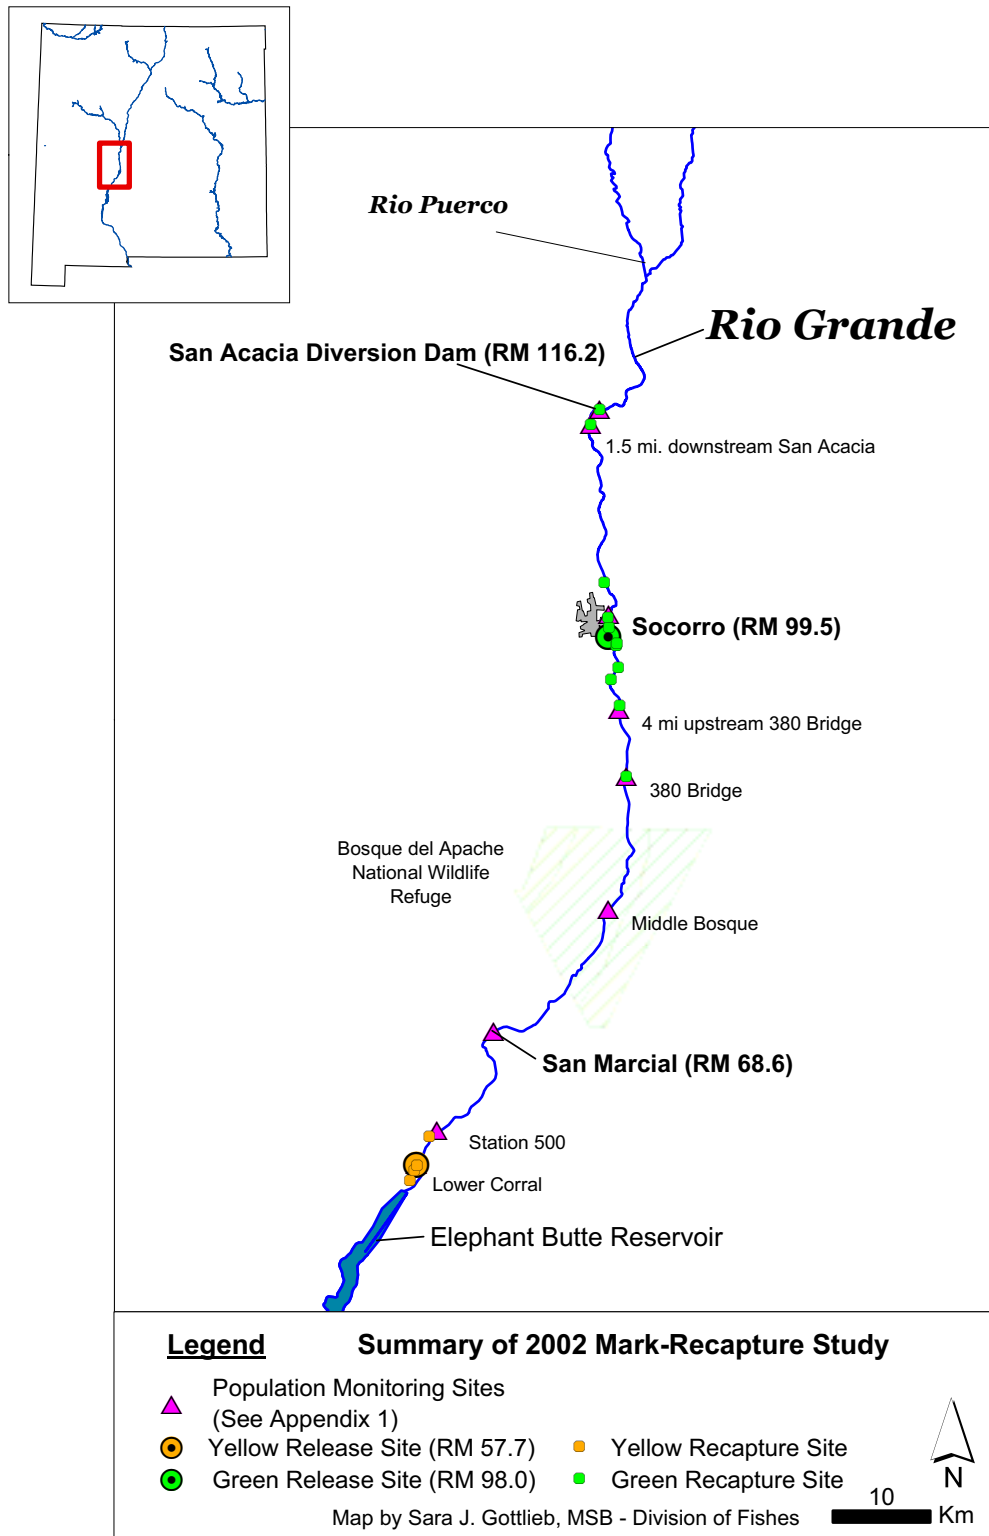 Rio Puerco
Rio Grande
San Acacia Diversion Dam (RM 116.2)
1.5 mi. downstream San Acacia
Socorro (RM 99.5)
4 mi upstream 380 Bridge
380 Bridge
Bosque del Apache
National Wildlife
Refuge
Middle Bosque
San Marcial (RM 68.6)
Station 500
Lower Corral
Elephant Butte Reservoir
Legend
Summary of 2002 Mark-Recapture Study
Population Monitoring Sites
(See Appendix 1)
Yellow Release Site (RM 57.7)
Yellow Recapture Site
Green Release Site (RM 98.0)
Green Recapture Site
N
10
Km
Map by Sara J. Gottlieb, MSB - Division of Fishes